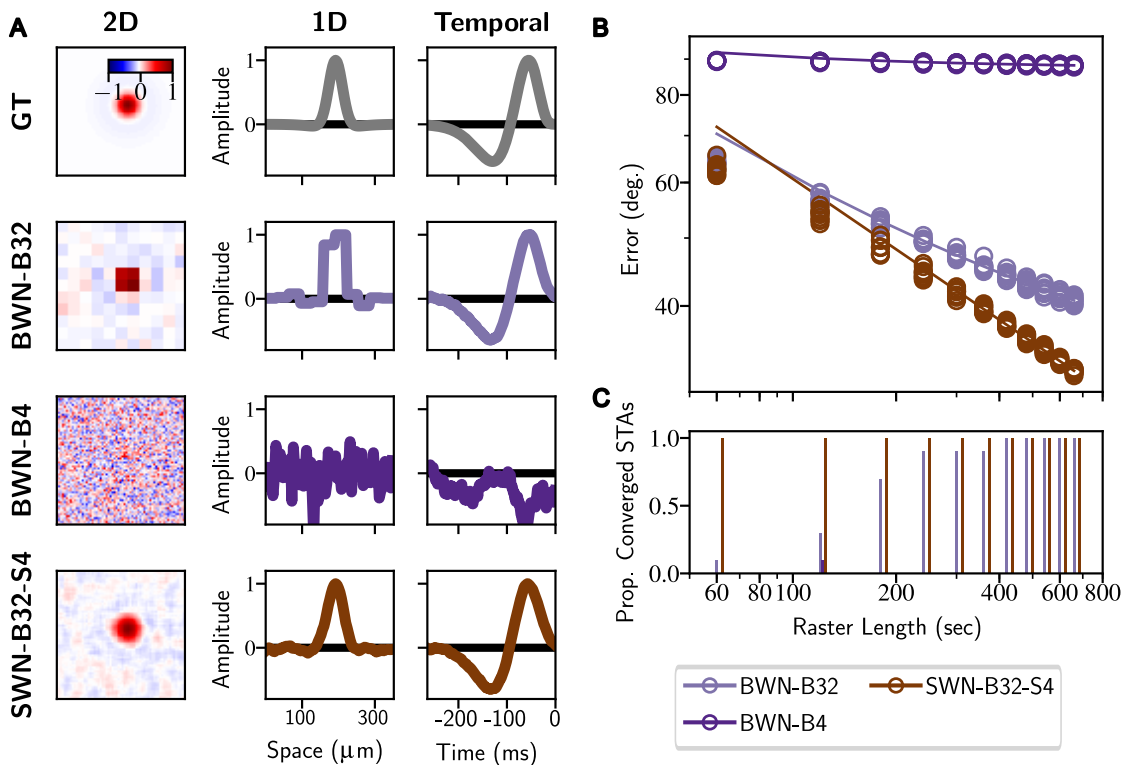 A
2D
1D
Temporal
GT
−1 0 1
Amplitude
1
0
BWN-B32
Amplitude
1
0
BWN-B4
Amplitude
1
0
SWN-B32-S4
Amplitude
1
0
100 300
-200 -100 0
Space (μm)
Time (ms)
B
Error (deg.)
80
60
40
C
Prop. Converged STAs
1.0
0.5
0.0
60 80 100 200 400 600 800
Raster Length (sec)
BWN-B32
SWN-B32-S4
BWN-B4